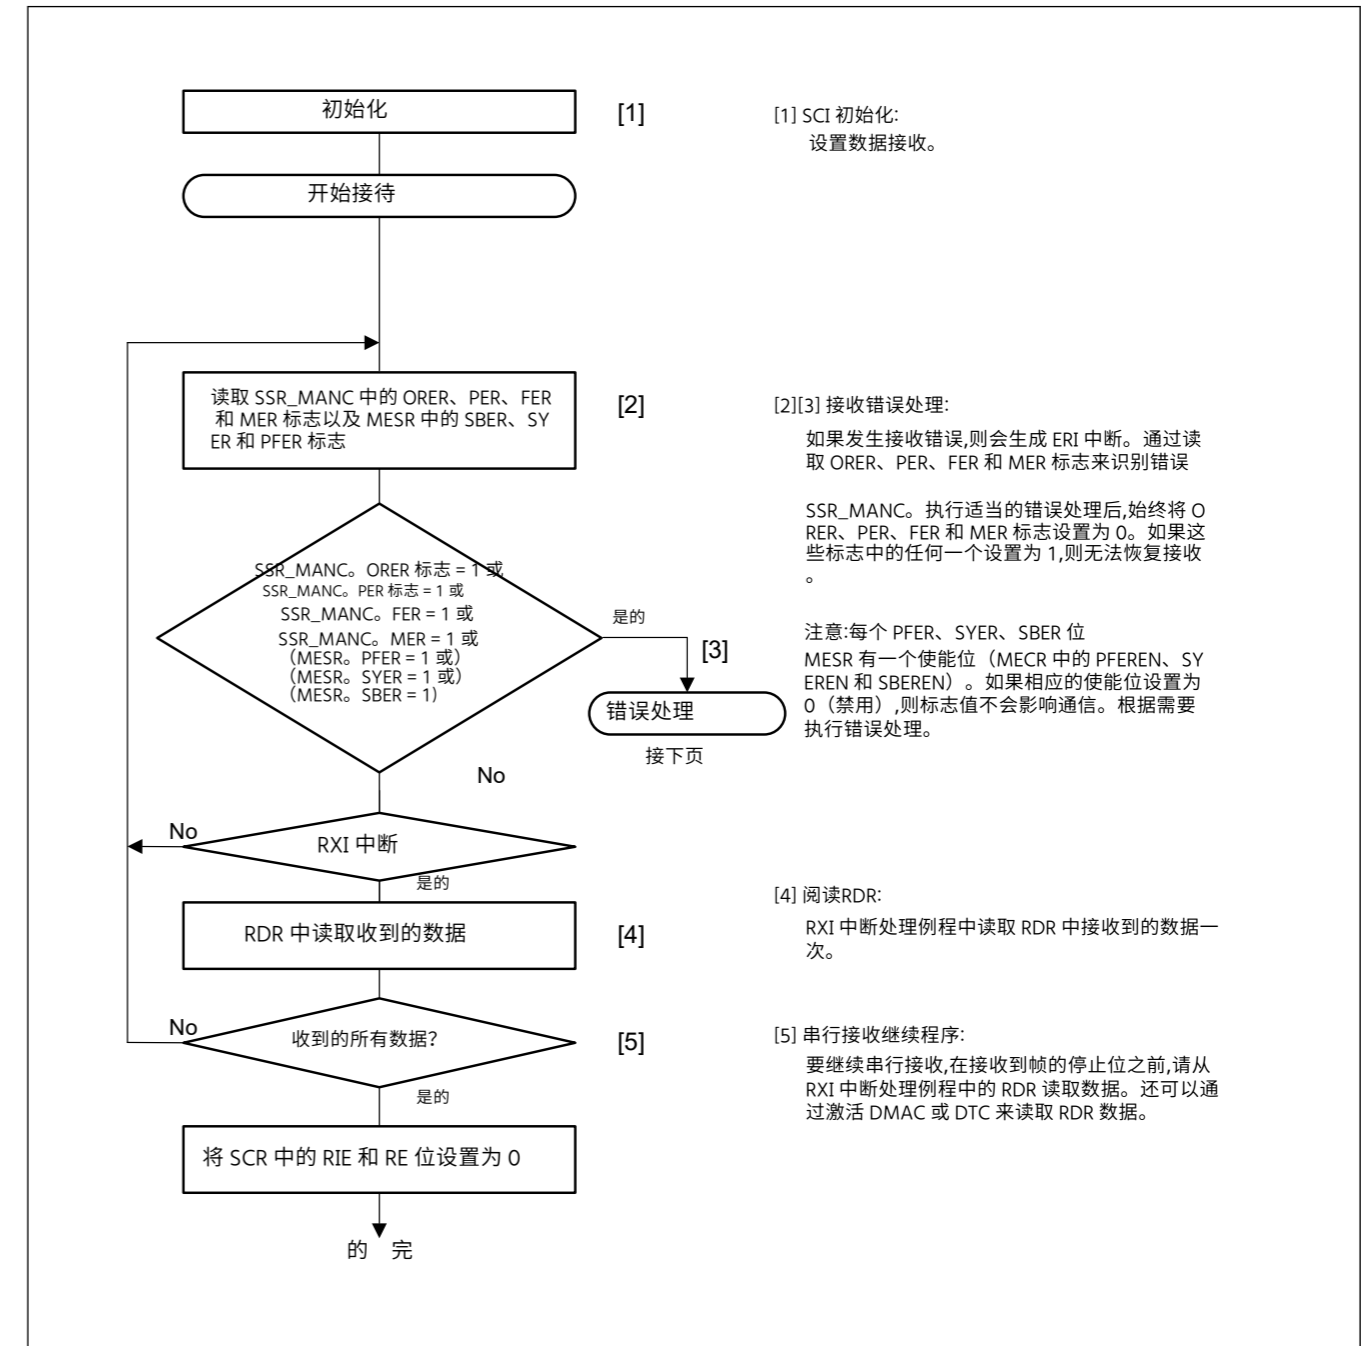 初始化
[1]
[1] SCI 初始化:
设置数据接收。
开始接待
读取 SSR_MANC 中的 ORER、PER、FER
和 MER 标志以及 MESR 中的 SBER、SY
ER 和 PFER 标志
[2]
[2][3] 接收错误处理:
如果发生接收错误,则会生成 ERI 中断。通过读
取 ORER、PER、FER 和 MER 标志来识别错误
SSR_MANC。执行适当的错误处理后,始终将 O
RER、PER、FER 和 MER 标志设置为 0。如果这
些标志中的任何一个设置为 1,则无法恢复接收
。
SSR_MANC。ORER 标志 = 1 或
SSR_MANC。PER 标志 = 1 或
SSR_MANC。FER = 1 或
SSR_MANC。MER = 1 或
（MESR。PFER = 1 或）
（MESR。SYER = 1 或）
（MESR。SBER = 1）
是的
[3]
错误处理
接下页
注意:每个 PFER、SYER、SBER 位
MESR 有一个使能位（MECR 中的 PFEREN、SY
EREN 和 SBEREN）。如果相应的使能位设置为
0（禁用）,则标志值不会影响通信。根据需要
执行错误处理。
No
No
RXI 中断
是的
RDR 中读取收到的数据
[4]
[4] 阅读RDR:
RXI 中断处理例程中读取 RDR 中接收到的数据一
次。
No
收到的所有数据?
[5]
[5] 串行接收继续程序:
要继续串行接收,在接收到帧的停止位之前,请从
RXI 中断处理例程中的 RDR 读取数据。还可以通
过激活 DMAC 或 DTC 来读取 RDR 数据。
是的
将 SCR 中的 RIE 和 RE 位设置为 0
的 完